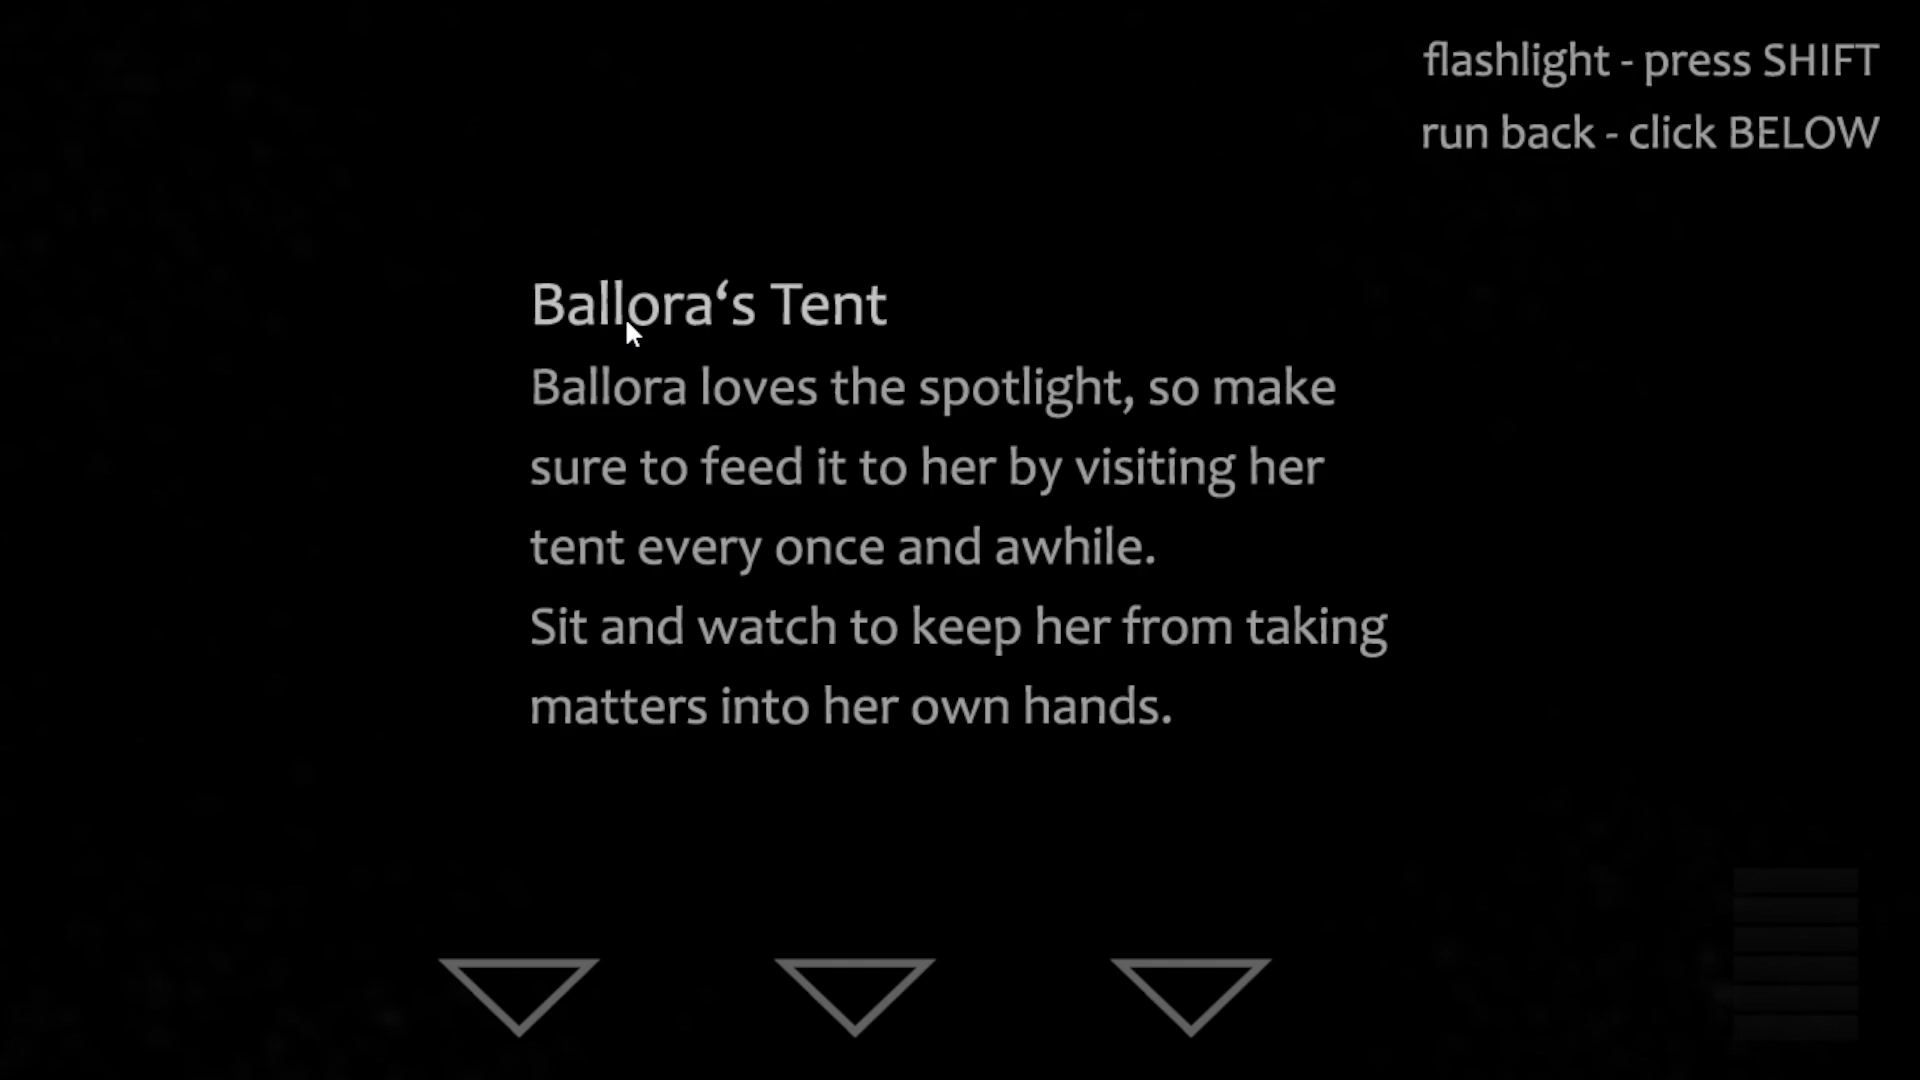 flashlight - press SHIFT
run back - click BELOW
Ballora‘s Tent
Ballora loves the spotlight, so make
sure to feed it to her by visiting her
tent every once and awhile.
Sit and watch to keep her from taking
matters into her own hands.